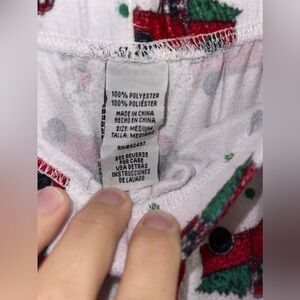 100% POLYESTER
100% POLIÉSTER
MADE IN CHINA
HECHO EN CHINA
SIZE: MEDIUM
TALLA: MEDIANO
SEE REVERSE
FOR CARE
VEA DETRÁS
INSTRUCCIONES
DE LAVADO